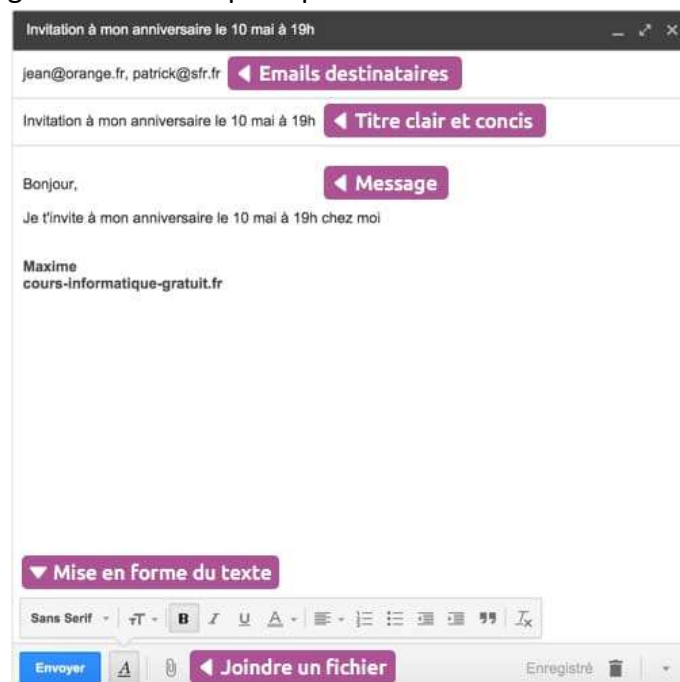 Invitation à mon anniversaire le 10 mai à 19h
jean@orange.fr, patrick@sfr.fr Emails destinataires
Invitation à mon anniversaire le 10 mai à 19h Titre clair et concis
Bonjour, Message
Je t'invite à mon anniversaire le 10 mai à 19h chez moi
Maxime
cours-informatique-gratuit.fr
Mise en forme du texte
Sans Serif TT B I U A Tx
Envoyer A Joindre un fichier Enregistré